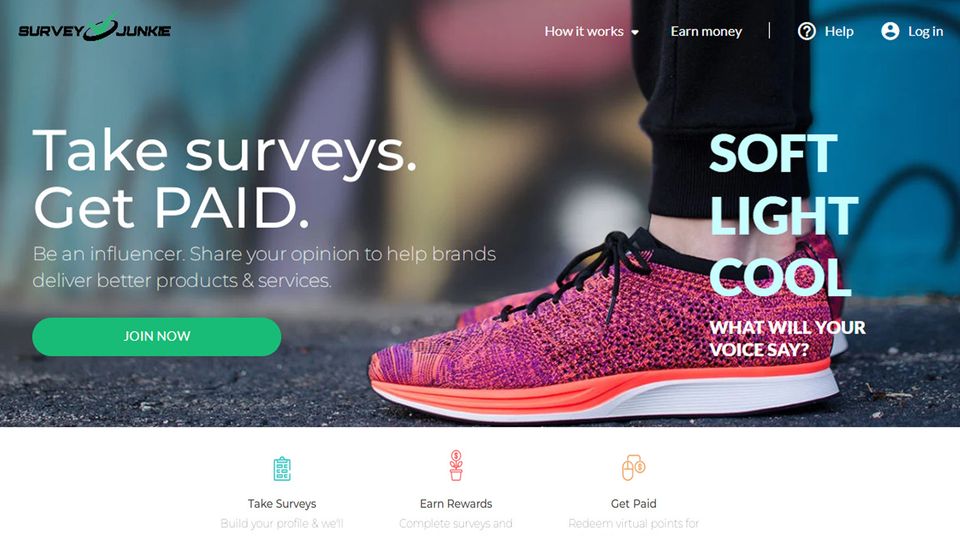 SURVEY JUNKIE
How it works
Earn money
Help
Log in
Take surveys.
Get PAID.
Be an influencer. Share your opinion to help brands
deliver better products & services.
JOIN NOW
SOFT
LIGHT
COOL
WHAT WILL YOUR
VOICE SAY?
Take Surveys
Build your profile & we'll
Earn Rewards
Complete surveys and
Get Paid
Redeem virtual points for